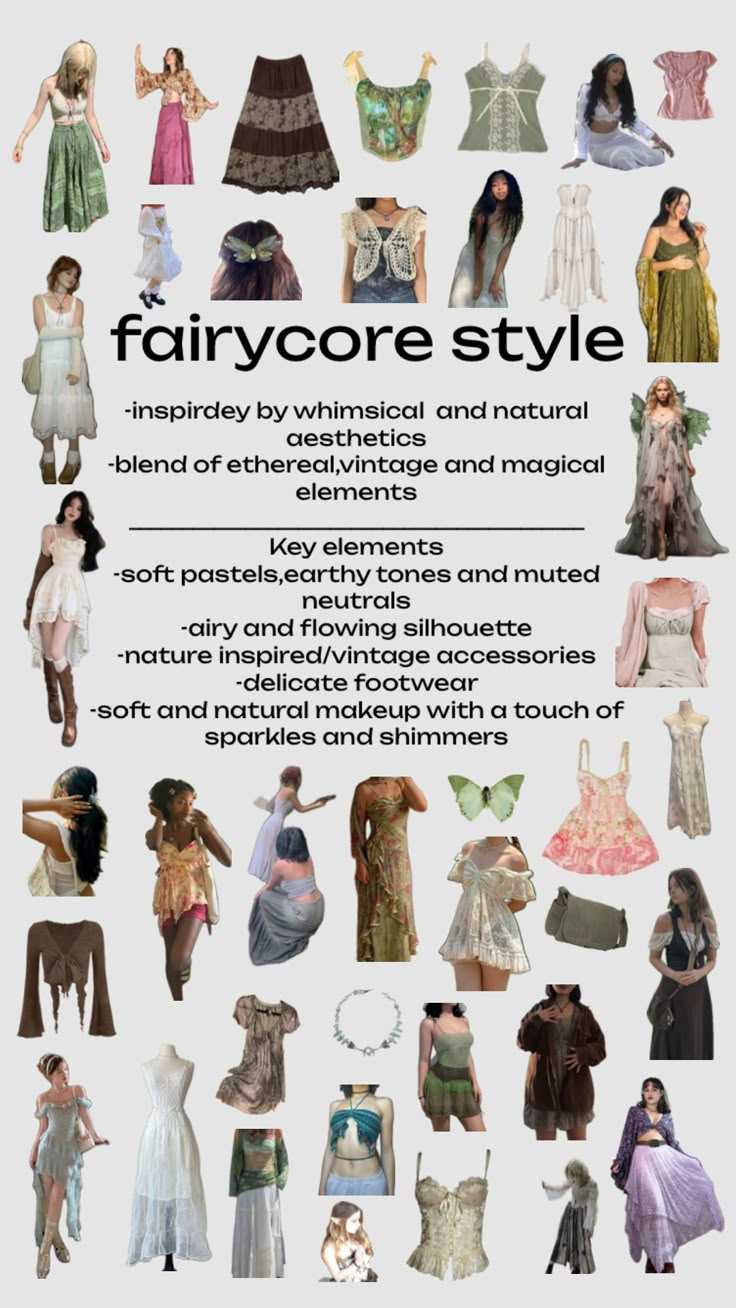 fairycore style
-inspirdey by whimsical and natural
aesthetics
-blend of ethereal,vintage and magical
elements
Key elements
-soft pastels,earthy tones and muted
neutrals
-airy and flowing silhouette
-nature inspired/vintage accessories
-delicate footwear
-soft and natural makeup with a touch of
sparkles and shimmers